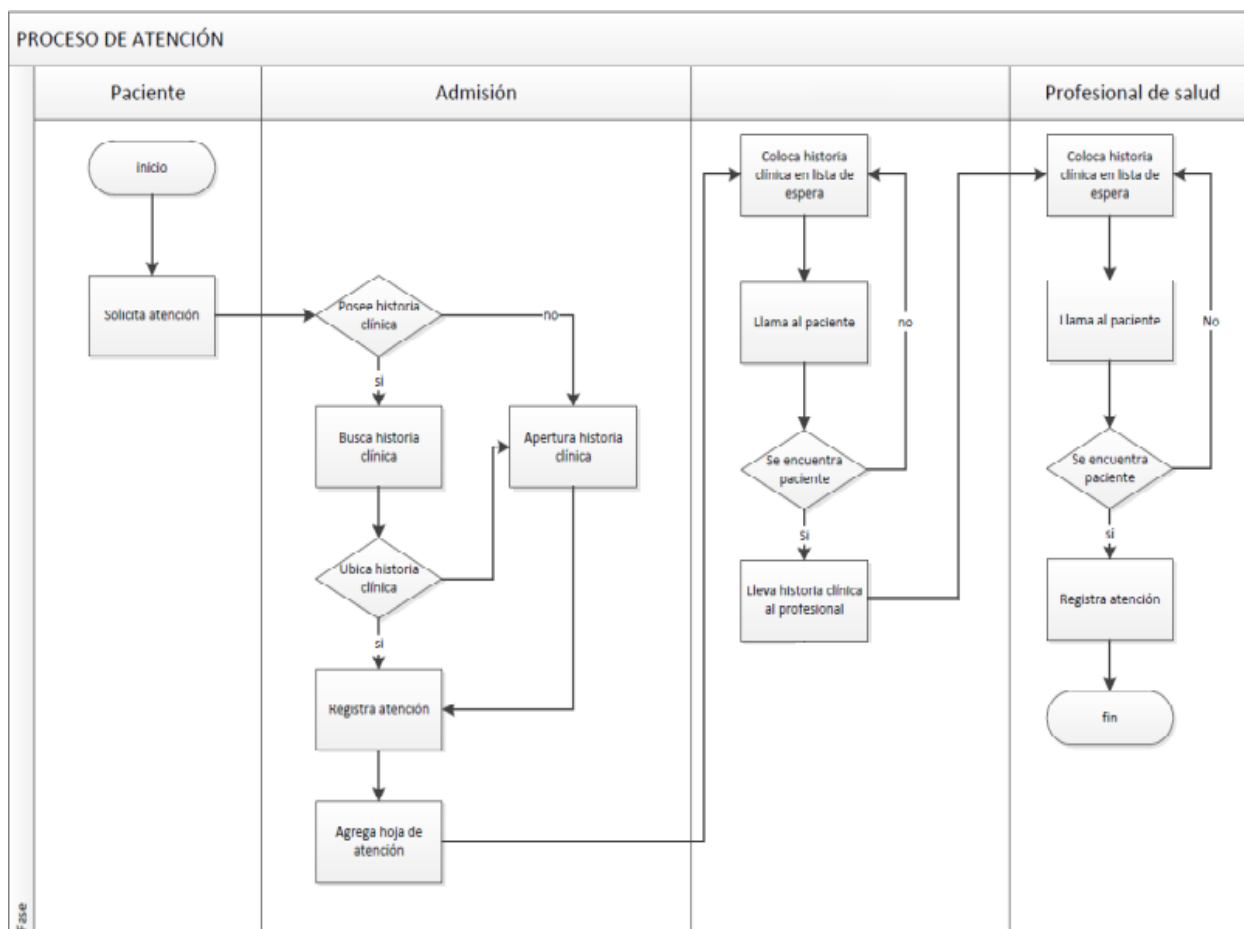 PROCESO DE ATENCIÓN
Paciente
Admisión
Profesional de salud
Fase
inicio
Solicita atención
Posee historia
clínica
no
si
Busca historia
clínica
Apertura historia
clínica
Ubica historia
clínica
si
Registra atención
Agrega hoja de
atención
Coloca historia
clínica en lista de
espera
Llama al paciente
no
Se encuentra
paciente
Si
Lleva historia clínica
al profesional
Coloca historia
clínica en lista de
espera
Llama al paciente
No
Se encuentra
paciente
si
Registra atención
fin